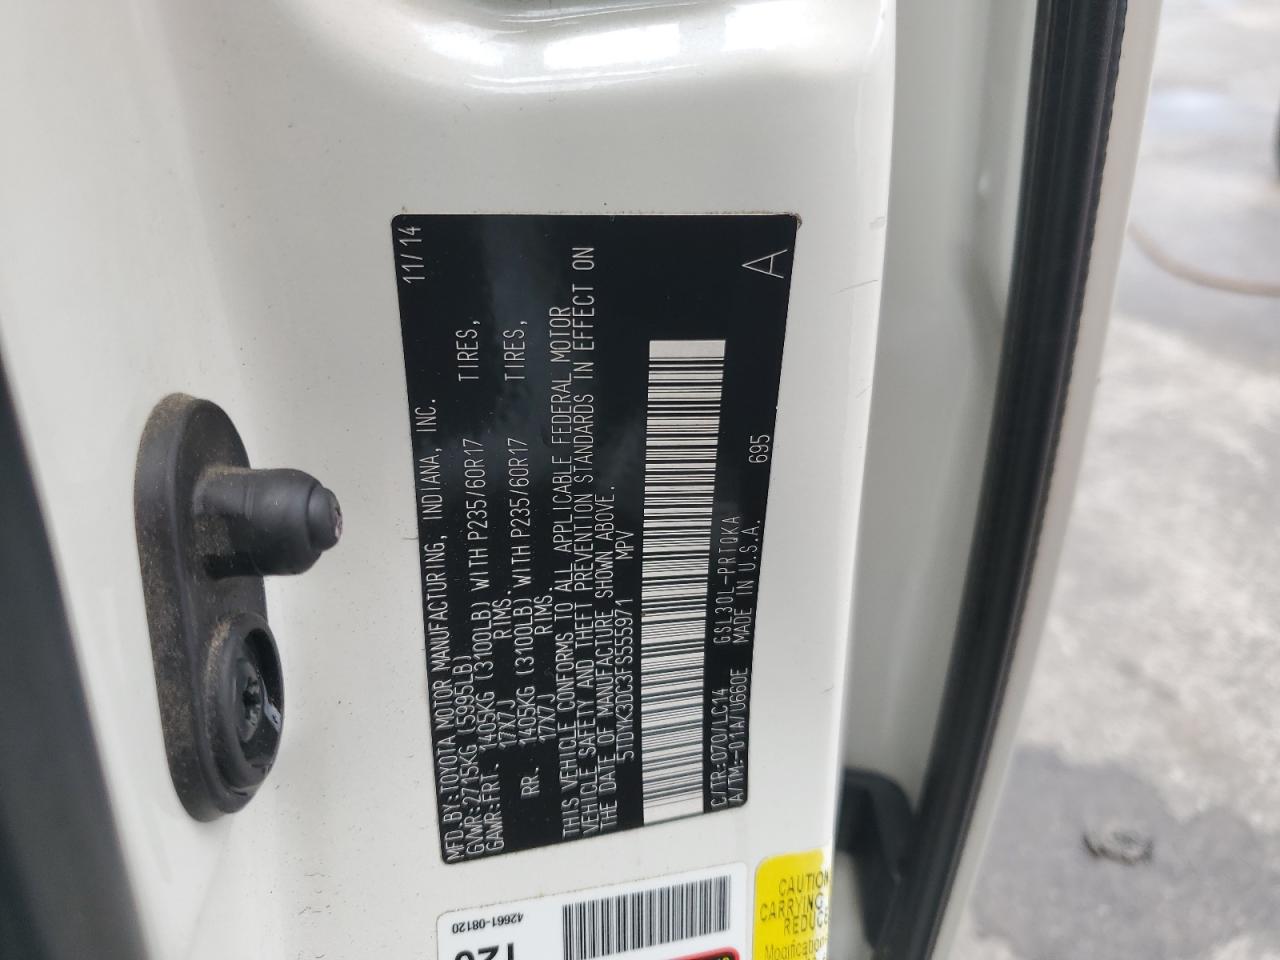 MFD.BY:TOYOTA MOTOR MANUFACTURING, INDIANA, INC. 11/14
GVWR:2715KG (5995LB)
GAWR:FRT. 1405KG (3100LB) WITH P235/60R17 TIRES,
17X7J RIMS.
RR. 1405KG (3100LB) WITH P235/60R17 TIRES,
17X7J RIMS
THIS VEHICLE CONFORMS TO ALL APPLICABLE FEDERAL MOTOR
VEHICLE SAFETY AND THEFT PREVENTION STANDARDS IN EFFECT ON
THE DATE OF MANUFACTURE SHOWN ABOVE.
5TDYK3DC3FS555971 MPV
C/TR:070/LC14 GSL30L-PRTQKA 695 A
A/TM:-01A/U660E MADE IN U.S.A.
42661-08120
CAUTION
CARRYING
REDUCE
Modification